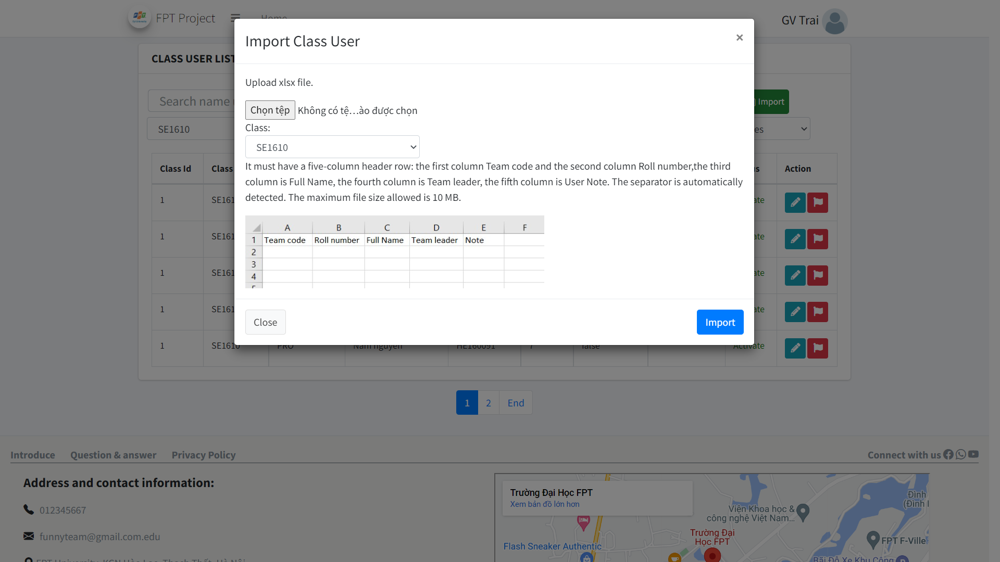 FPT Project
Home
GV Trai
Import Class User
×
CLASS USER LIST
Upload xlsx file.
Search name
Chọn tệp Không có tệ…ào được chọn
Import
Class:
SE1610
SE1610
es
It must have a five-column header row: the first column Team code and the second column Roll number,the third
column is Full Name, the fourth column is Team leader, the fifth column is User Note. The separator is automatically
detected. The maximum file size allowed is 10 MB.
Class Id Class s Action
1 SE161 ate
A B C D E F
1 Team code Roll number Full Name Team leader Note
2
3
4
5
1 SE161 ate
1 SE161 ate
1 SE161 ate
Close Import
1 SE1610 PRO Nam nguyen HE160091 7 false Activate
1 2 End
Introduce Question & answer Privacy Policy Connect with us
Address and contact information:
012345667
funnyteam@gmail.com.edu
FPT University, KCN Hòa Lạc, Thạch Thất, Hà Nội
Trường Đại Học FPT
Xem bản đồ lớn hơn
Viện Khoa học &
công nghệ Việt Nam...
Đình
(Đình
Trường Đại
Học FPT
FPT F-Ville
Flash Sneaker Authentic
Bãi Đỗ Xe Khu Công